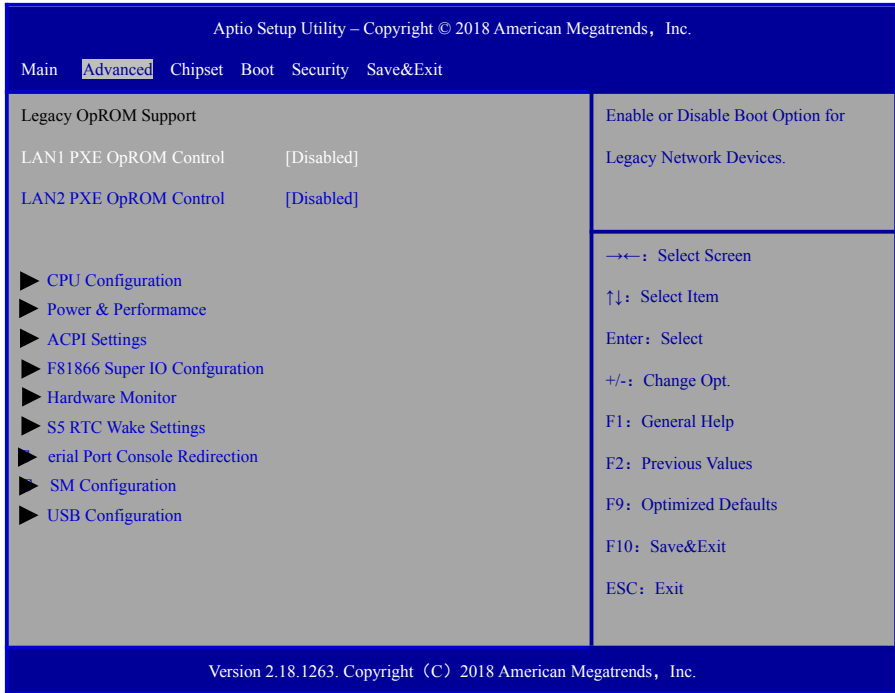 Aptio Setup Utility – Copyright © 2018 American Megatrends，Inc.
Main Advanced Chipset Boot Security Save&Exit
Legacy OpROM Support
LAN1 PXE OpROM Control [Disabled]
LAN2 PXE OpROM Control [Disabled]
CPU Configuration
Power & Performamce
ACPI Settings
F81866 Super IO Confguration
Hardware Monitor
S5 RTC Wake Settings
erial Port Console Redirection
SM Configuration
USB Configuration
Enable or Disable Boot Option for
Legacy Network Devices.
→←：Select Screen
↑↓：Select Item
Enter：Select
+/-：Change Opt.
F1：General Help
F2：Previous Values
F9：Optimized Defaults
F10：Save&Exit
ESC：Exit
Version 2.18.1263. Copyright（C）2018 American Megatrends，Inc.